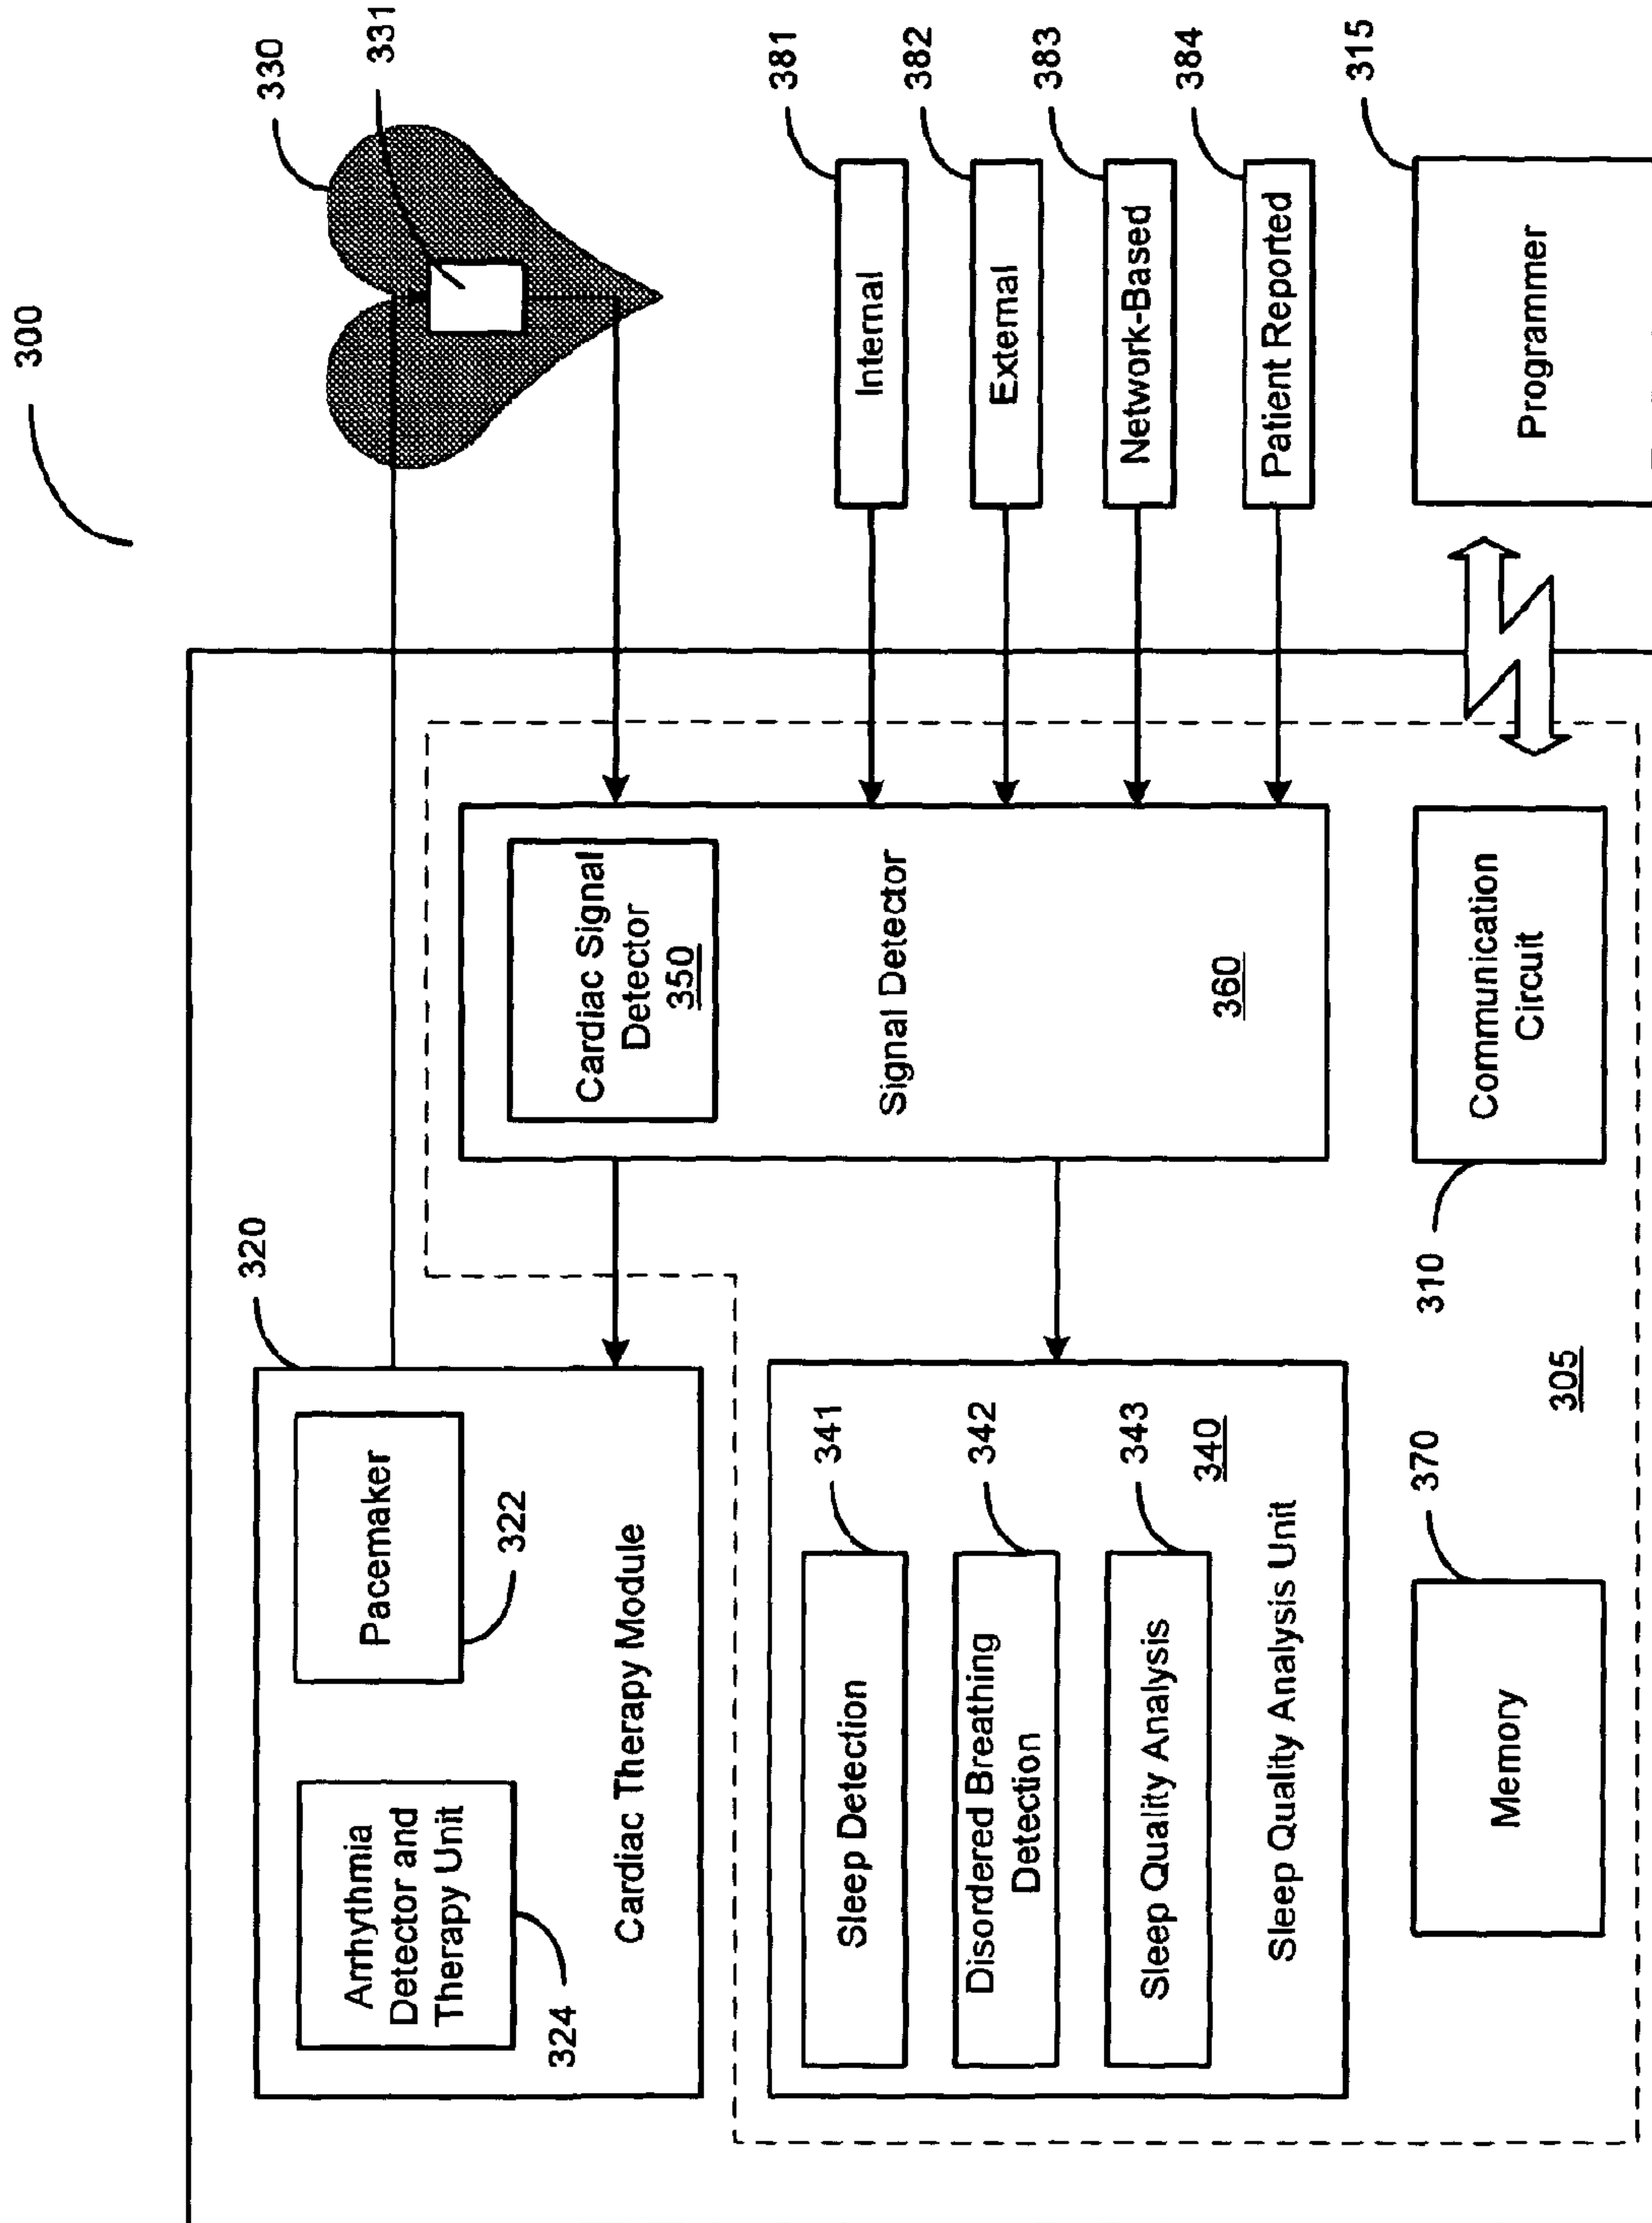 300
330
331
320
Arrhythmia
Detector and
Therapy Unit
324
Pacemaker
322
Cardiac Therapy Module
Cardiac Signal
Detector
350
Signal Detector
360
Internal
381
External
382
Network-Based
383
Patient Reported
384
Sleep Detection
341
Disordered Breathing
Detection
342
Sleep Quality Analysis
343
340
Sleep Quality Analysis Unit
Memory
370
305
310
Communication
Circuit
Programmer
315